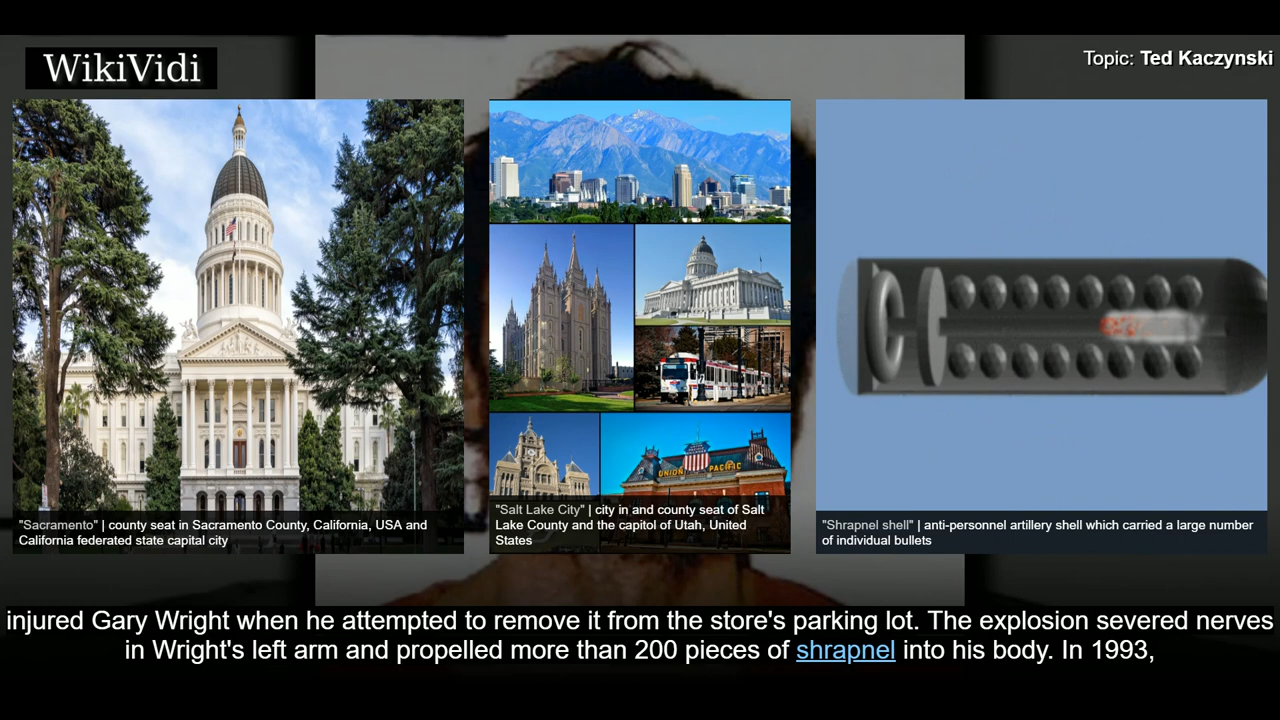 WikiVidi
Topic: Ted Kaczynski
UNION PACIFIC
"Sacramento" | county seat in Sacramento County, California, USA and
California federated state capital city
"Salt Lake City" | city in and county seat of Salt
Lake County and the capitol of Utah, United
States
"Shrapnel shell" | anti-personnel artillery shell which carried a large number
of individual bullets
injured Gary Wright when he attempted to remove it from the store's parking lot. The explosion severed nerves
in Wright's left arm and propelled more than 200 pieces of shrapnel into his body. In 1993,